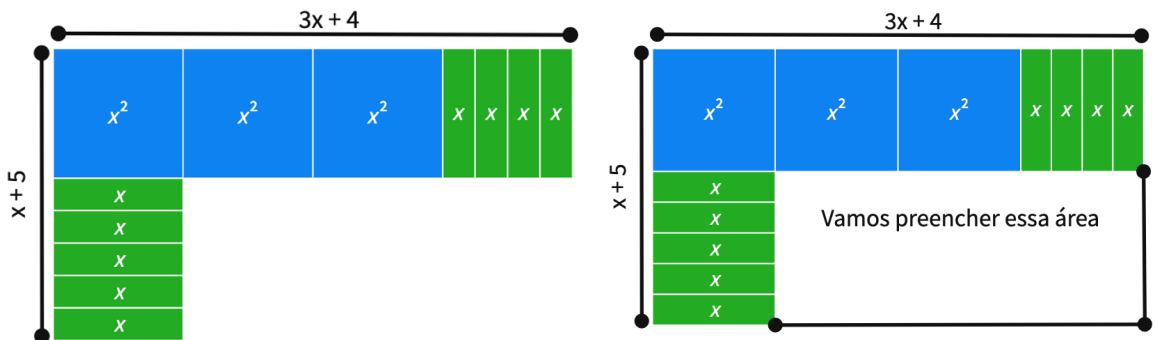 3x + 4
x² x² x² x x x x
x + 5
x
x
x
x
x
3x + 4
x² x² x² x x x x
x + 5
x
x
x
x
x
Vamos preencher essa área